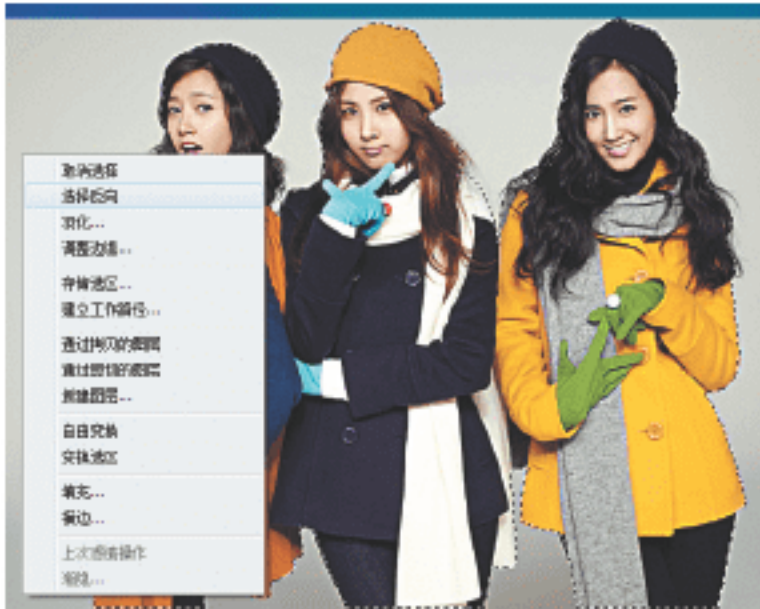 取消选择
选择反向
羽化...
调整边缘...
存储选区...
建立工作路径...
通过拷贝的图层
通过剪切的图层
新建图层...
自由变换
变换选区
填充...
描边...
上次滤镜操作
渐隐...